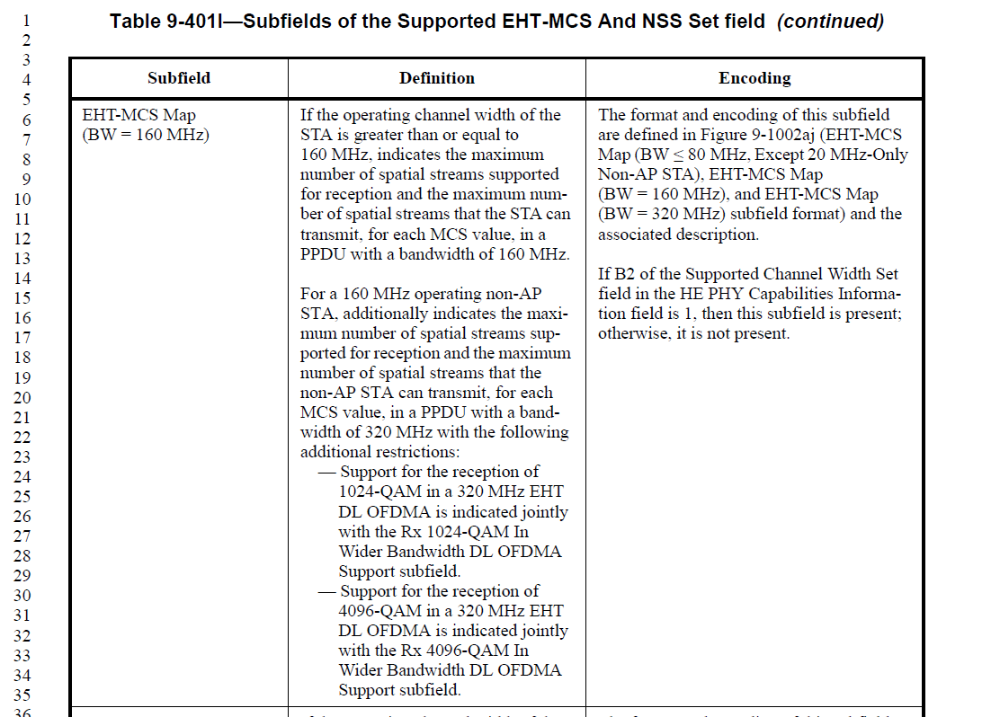 Table 9-401l—Subfields of the Supported EHT-MCS And NSS Set field (continued)
1
2
3
4
5
6
7
8
9
10
11
12
13
14
15
16
17
18
19
20
21
22
23
24
25
26
27
28
29
30
31
32
33
34
35
36
Subfield
Definition
Encoding
EHT-MCS Map
(BW = 160 MHz)
If the operating channel width of the
STA is greater than or equal to
160 MHz, indicates the maximum
number of spatial streams supported
for reception and the maximum num-
ber of spatial streams that the STA can
transmit, for each MCS value, in a
PPDU with a bandwidth of 160 MHz.
For a 160 MHz operating non-AP
STA, additionally indicates the maxi-
mum number of spatial streams sup-
ported for reception and the maximum
number of spatial streams that the
non-AP STA can transmit, for each
MCS value, in a PPDU with a band-
width of 320 MHz with the following
additional restrictions:
— Support for the reception of
1024-QAM in a 320 MHz EHT
DL OFDMA is indicated jointly
with the Rx 1024-QAM In
Wider Bandwidth DL OFDMA
Support subfield.
— Support for the reception of
4096-QAM in a 320 MHz EHT
DL OFDMA is indicated jointly
with the Rx 4096-QAM In
Wider Bandwidth DL OFDMA
Support subfield.
The format and encoding of this subfield
are defined in Figure 9-1002aj (EHT-MCS
Map (BW ≤ 80 MHz, Except 20 MHz-Only
Non-AP STA), EHT-MCS Map
(BW = 160 MHz), and EHT-MCS Map
(BW = 320 MHz) subfield format) and the
associated description.
If B2 of the Supported Channel Width Set
field in the HE PHY Capabilities Informa-
tion field is 1, then this subfield is present;
otherwise, it is not present.